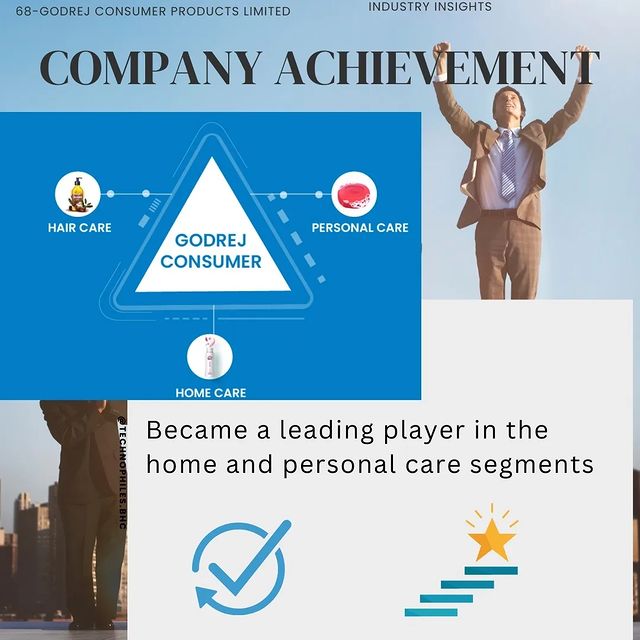 68-GODREJ CONSUMER PRODUCTS LIMITED
INDUSTRY INSIGHTS
COMPANY ACHIEVEMENT
HAIR CARE
PERSONAL CARE
GODREJ
CONSUMER
HOME CARE
@TECHNOPHILES.BHC
Became a leading player in the
home and personal care segments